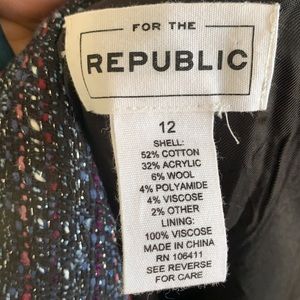 FOR THE
REPUBLIC
12
SHELL:
52% COTTON
32% ACRYLIC
6% WOOL
4% POLYAMIDE
4% VISCOSE
2% OTHER
LINING:
100% VISCOSE
MADE IN CHINA
RN 106411
SEE REVERSE
FOR CARE